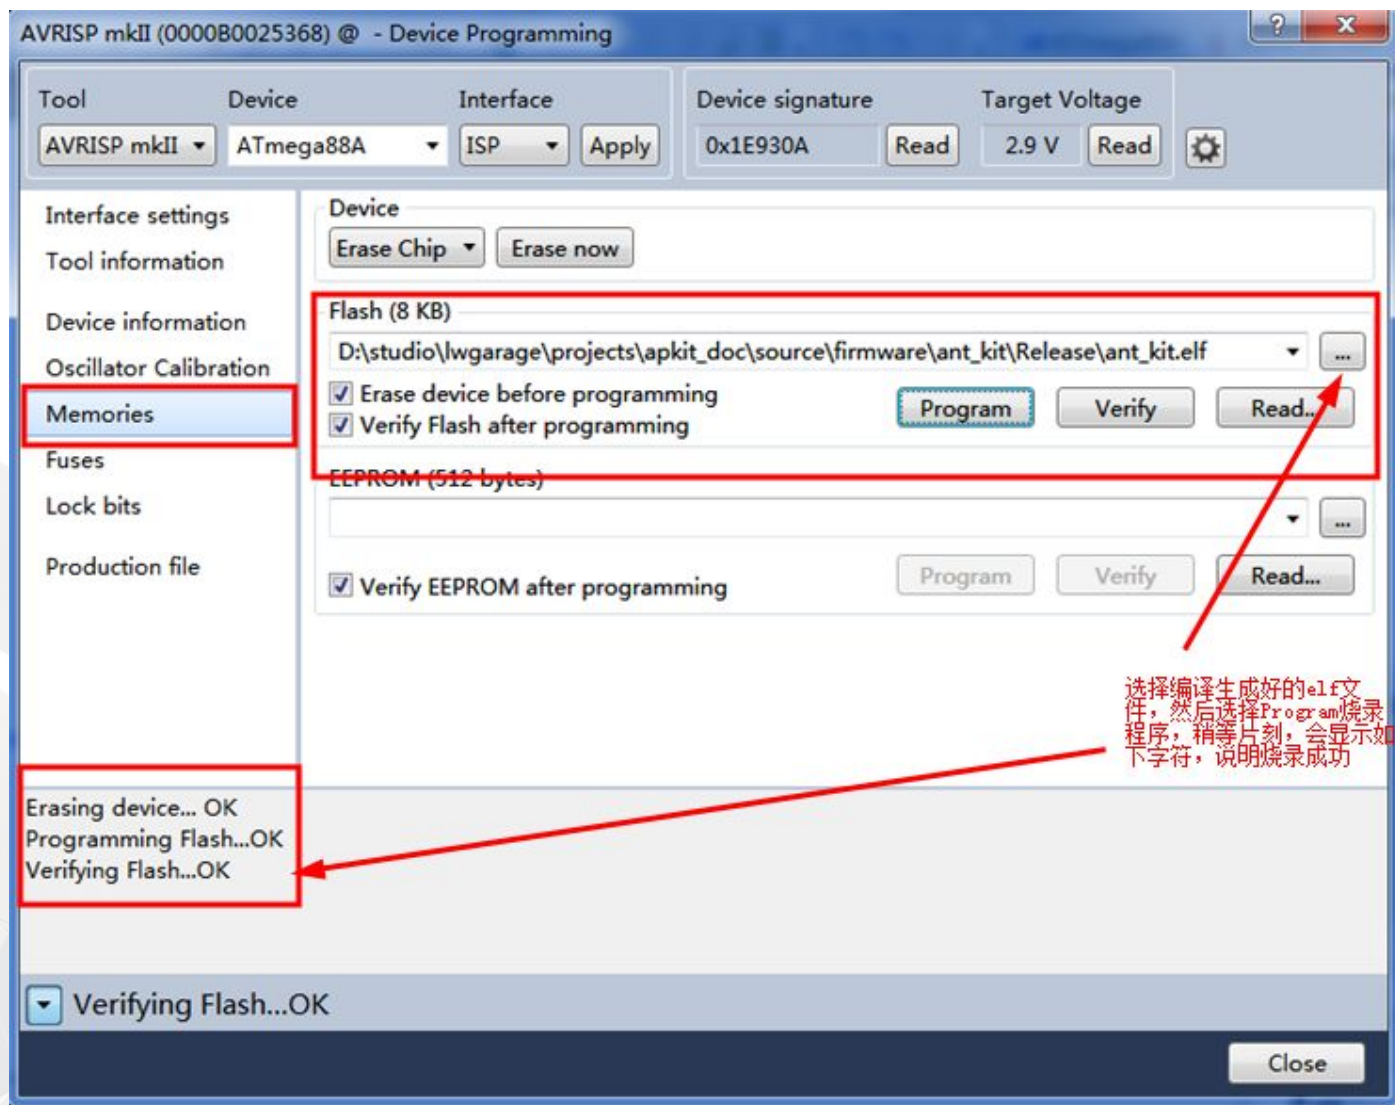 AVRISP mkII (0000B0025368) @  - Device Programming
?
X
Tool
Device
Interface
Device signature
Target Voltage
AVRISP mkII
ATmega88A
ISP
Apply
0x1E930A
Read
2.9 V
Read
Interface settings
Tool information
Device information
Oscillator Calibration
Memories
Fuses
Lock bits
Production file
Device
Erase Chip
Erase now
Flash (8 KB)
D:\studio\lwgarage\projects\apkit_doc\source\firmware\ant_kit\Release\ant_kit.elf
...
Erase device before programming
Verify Flash after programming
Program
Verify
Read...
EEPROM (512 bytes)
...
Verify EEPROM after programming
Program
Verify
Read...
选择编译生成好的elf文
件，然后选择Program烧录
程序，稍等片刻，会显示如
下字符，说明烧录成功
Erasing device... OK
Programming Flash...OK
Verifying Flash...OK
Verifying Flash...OK
Close